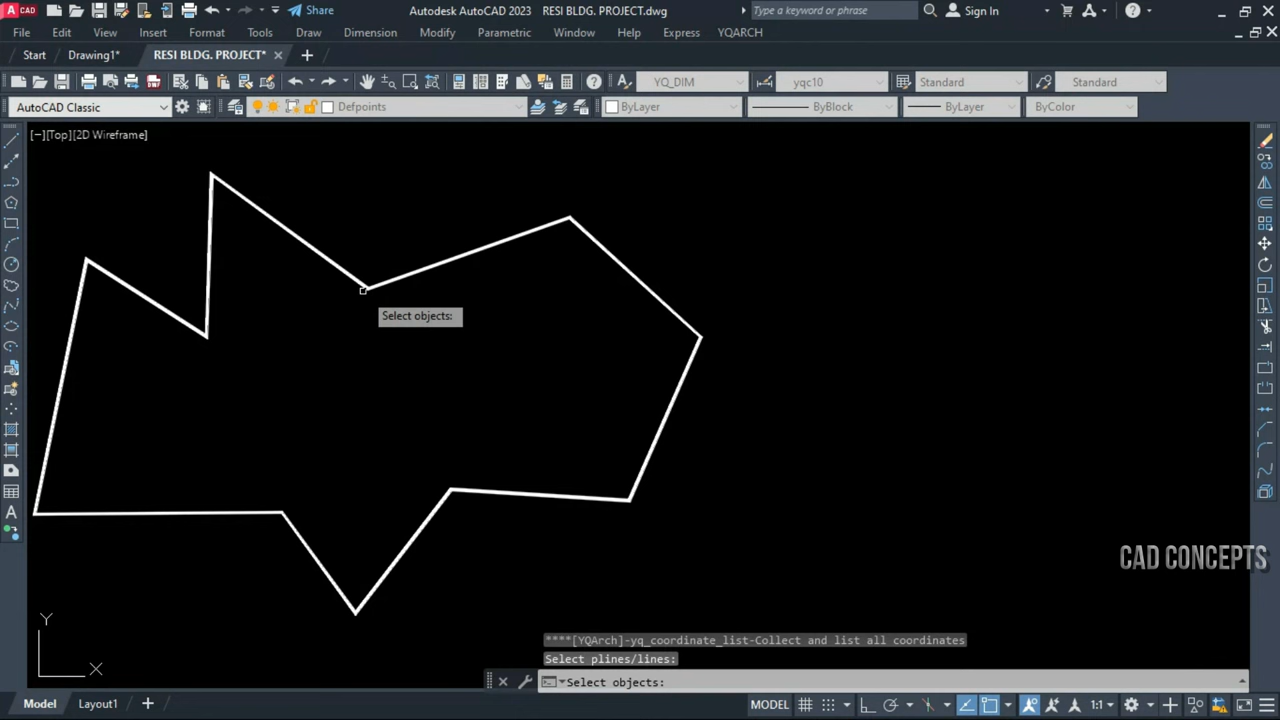 CAD Share Autodesk AutoCAD 2023 RESI BLDG. PROJECT.dwg Type a keyword or phrase Sign In
File Edit View Insert Format Tools Draw Dimension Modify Parametric Window Help Express YQARCH
Start Drawing1* RESI BLDG. PROJECT*
YQ_DIM yqc10 Standard Standard
AutoCAD Classic Defpoints ByLayer ByBlock ByLayer ByColor
[−][Top][2D Wireframe]
Select objects:
CAD CONCEPTS
Y
X
****[YQArch]-yq_coordinate_list-Collect and list all coordinates
Select plines/lines:
Select objects:
Model Layout1 MODEL 1:1